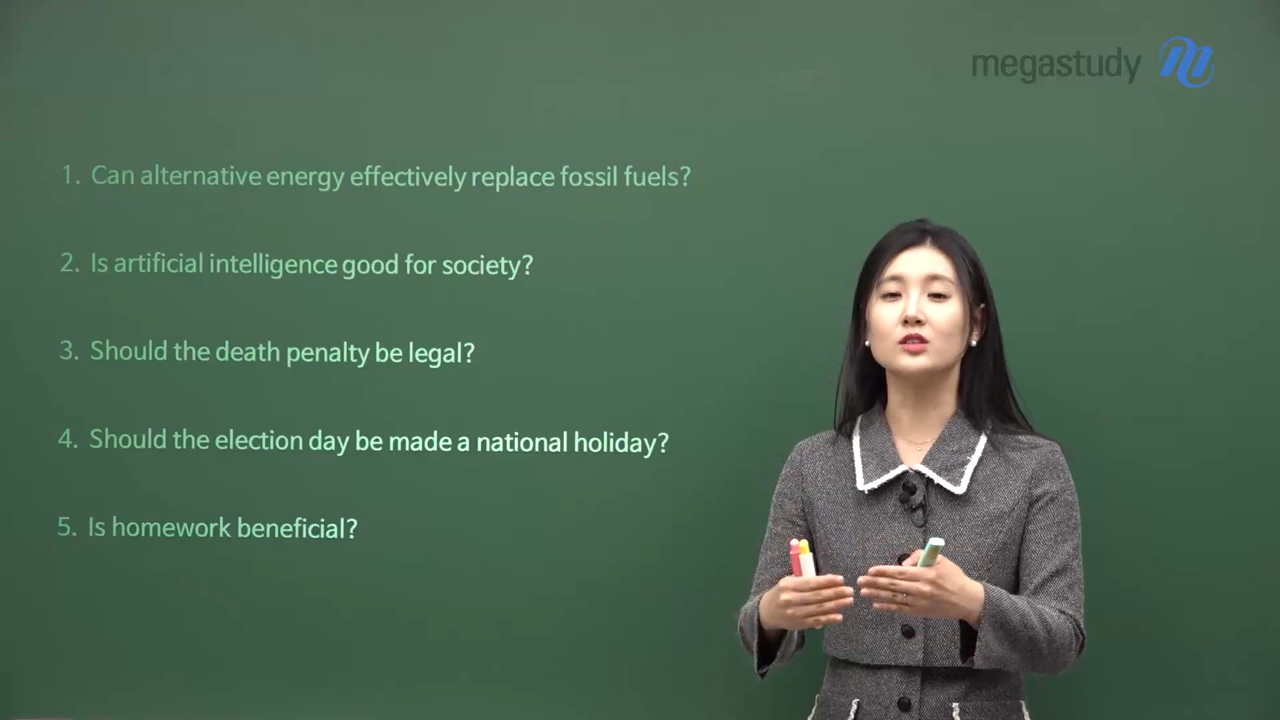 megastudy
1. Can alternative energy effectively replace fossil fuels?
2. Is artificial intelligence good for society?
3. Should the death penalty be legal?
4. Should the election day be made a national holiday?
5. Is homework beneficial?